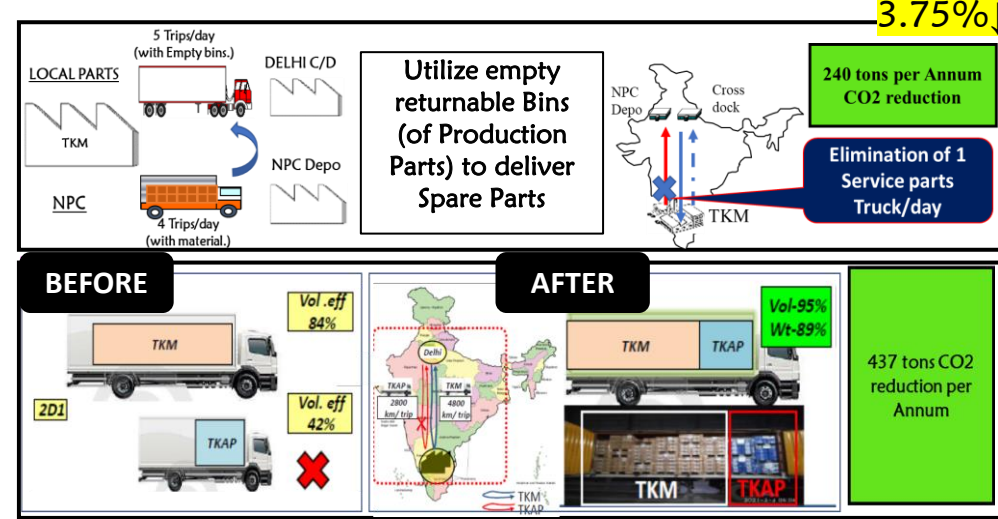 3.75%
5 Trips/day
(with Empty bins.)
LOCAL PARTS
DELHI C/D
TKM
NPC Depo
NPC
4 Trips/day
(with material.)
Utilize empty
returnable Bins
(of Production
Parts) to deliver
Spare Parts
NPC
Depo
Cross
dock
TKM
240 tons per Annum
CO2 reduction
Elimination of 1
Service parts
Truck/day
BEFORE
Vol .eff
84%
TKM
2D1
Vol. eff
42%
TKAP
AFTER
Delhi
TKAP
2800
km/ trip
TKM
4800
km/ trip
TKM
TKAP
Vol-95%
Wt-89%
TKM
TKAP
TKM
TKAP
437 tons CO2
reduction per
Annum